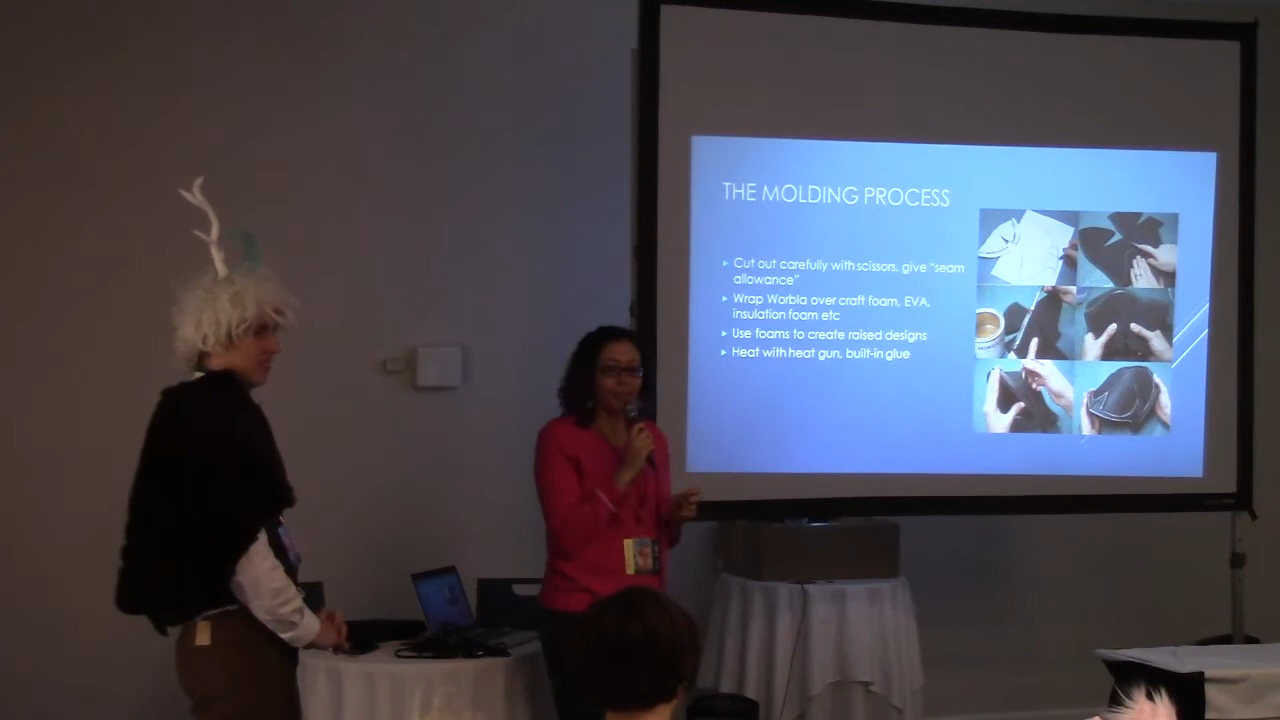 THE MOLDING PROCESS
Cut out carefully with scissors, give “seam
allowance”
Wrap Worbla over craft foam, EVA,
insulation foam etc
Use foams to create raised designs
Heat with heat gun, built-in glue